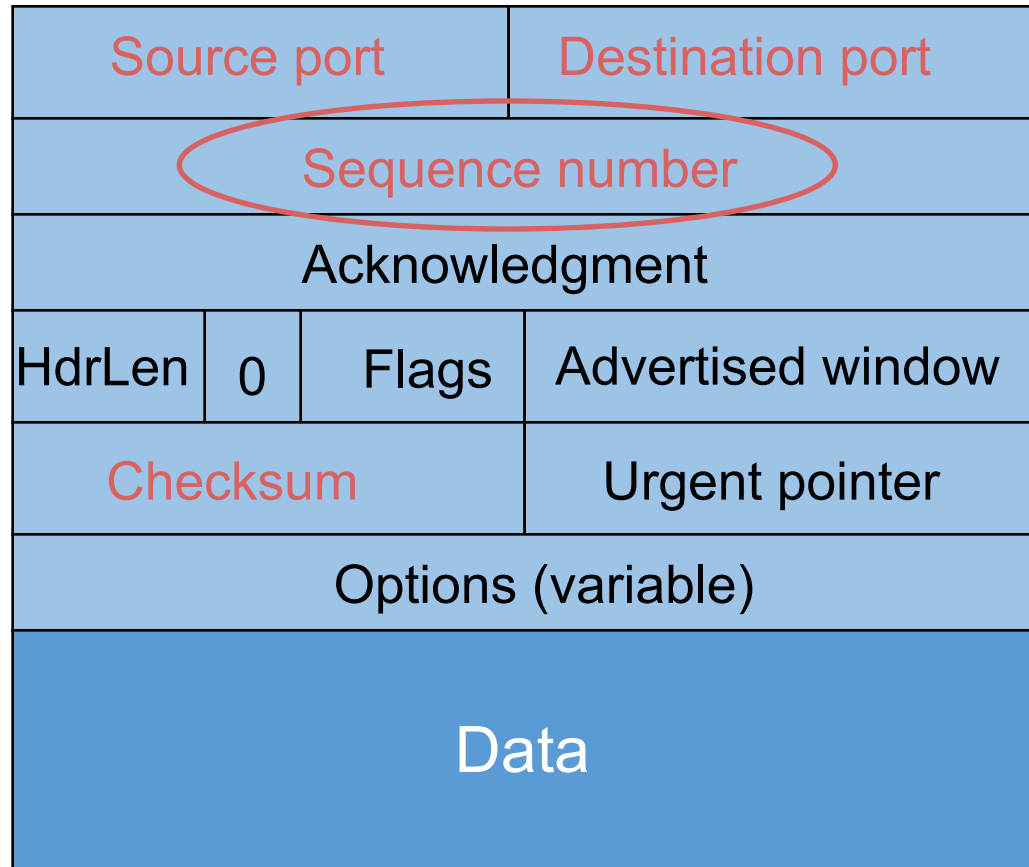 Source port Destination port
Sequence number
Acknowledgment
HdrLen 0 Flags Advertised window
Checksum Urgent pointer
Options (variable)
Data